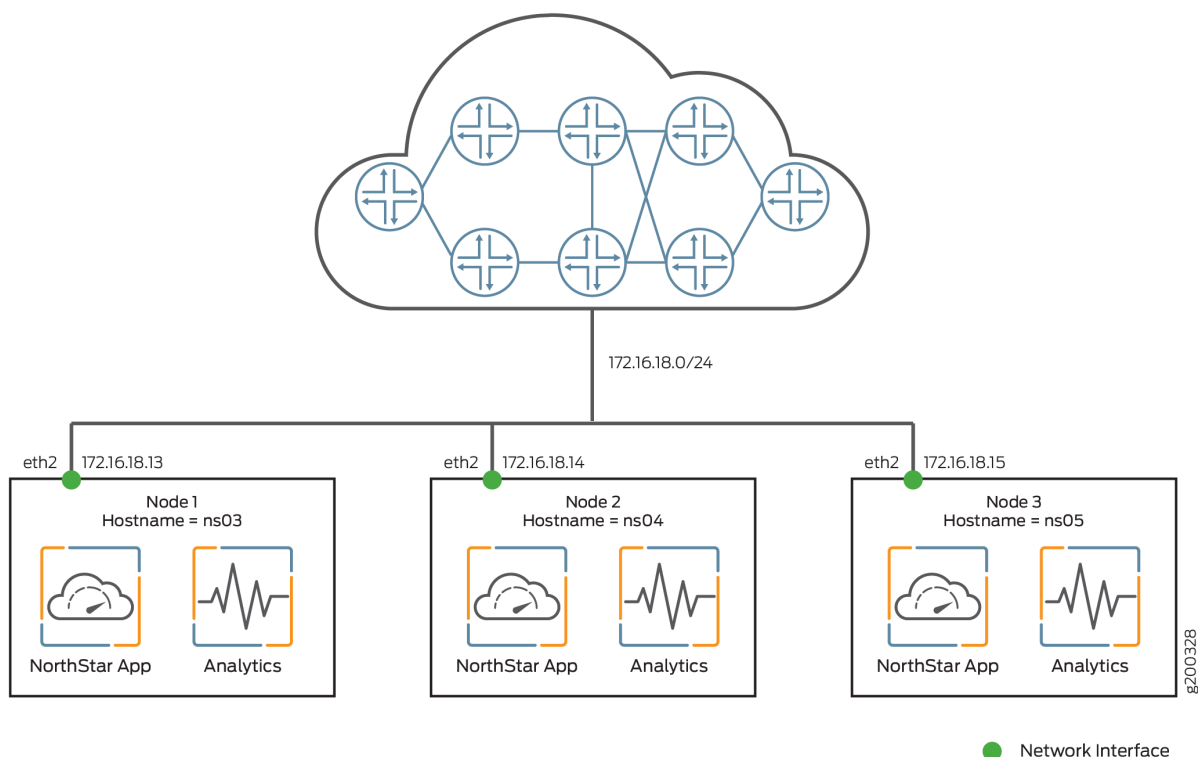 172.16.18.0/24
eth2 172.16.18.13
eth2 172.16.18.14
eth2 172.16.18.15
Node 1
Hostname = ns03
NorthStar App
Analytics
Node 2
Hostname = ns04
NorthStar App
Analytics
Node 3
Hostname = ns05
NorthStar App
Analytics
g200328
Network Interface